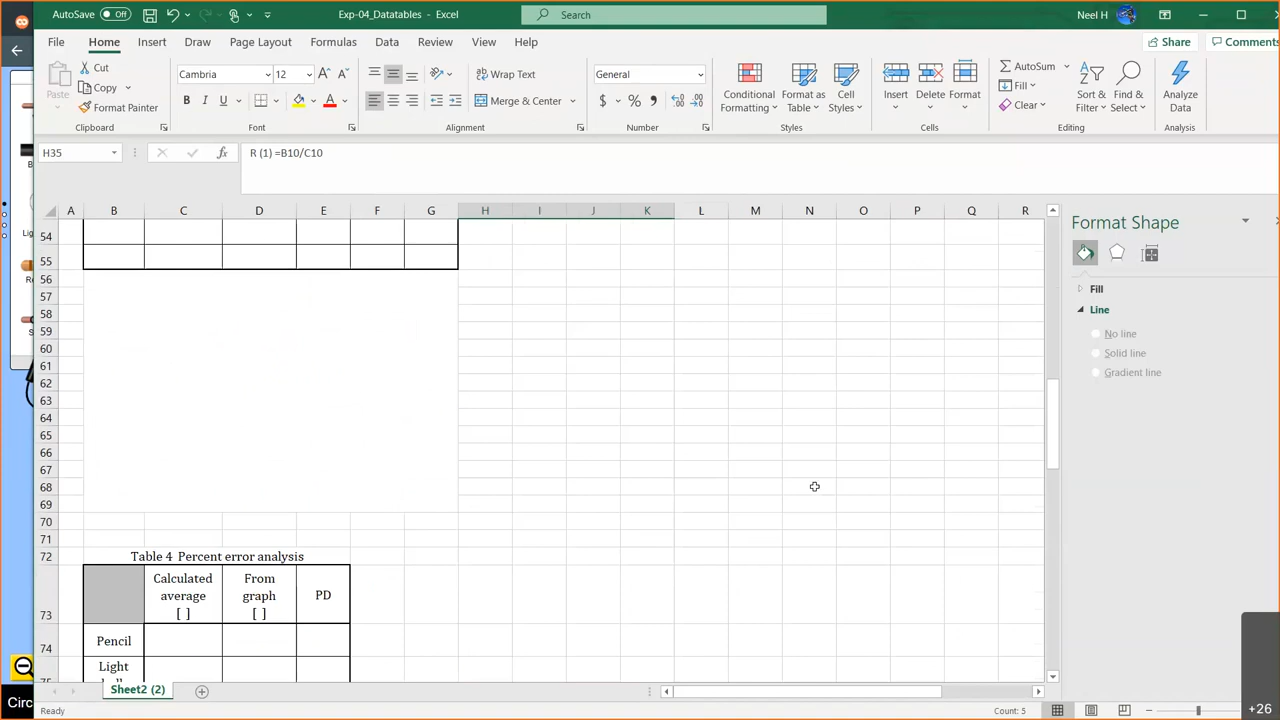 AutoSave Off Exp-04_Datatables - Excel Search Neel H
File Home Insert Draw Page Layout Formulas Data Review View Help Share Comments
Paste Cut Copy Format Painter Clipboard
Cambria 12 B I U A Font
Wrap Text Merge & Center Alignment
General $ % , Number
Conditional Formatting Format as Table Cell Styles Styles
Insert Delete Format Cells
AutoSum Fill Clear Sort & Filter Find & Select Editing
Analyze Data Analysis
H35 fx R (1) =B10/C10
A B C D E F G H I J K L M N O P Q R
54
55
56
57
58
59
60
61
62
63
64
65
66
67
68
69
70
71
72 Table 4 Percent error analysis
73 Calculated average [ ] From graph [ ] PD
74 Pencil
Light
Format Shape
Fill
Line
No line
Solid line
Gradient line
Sheet2 (2)
Ready Count: 5
+26
Circ